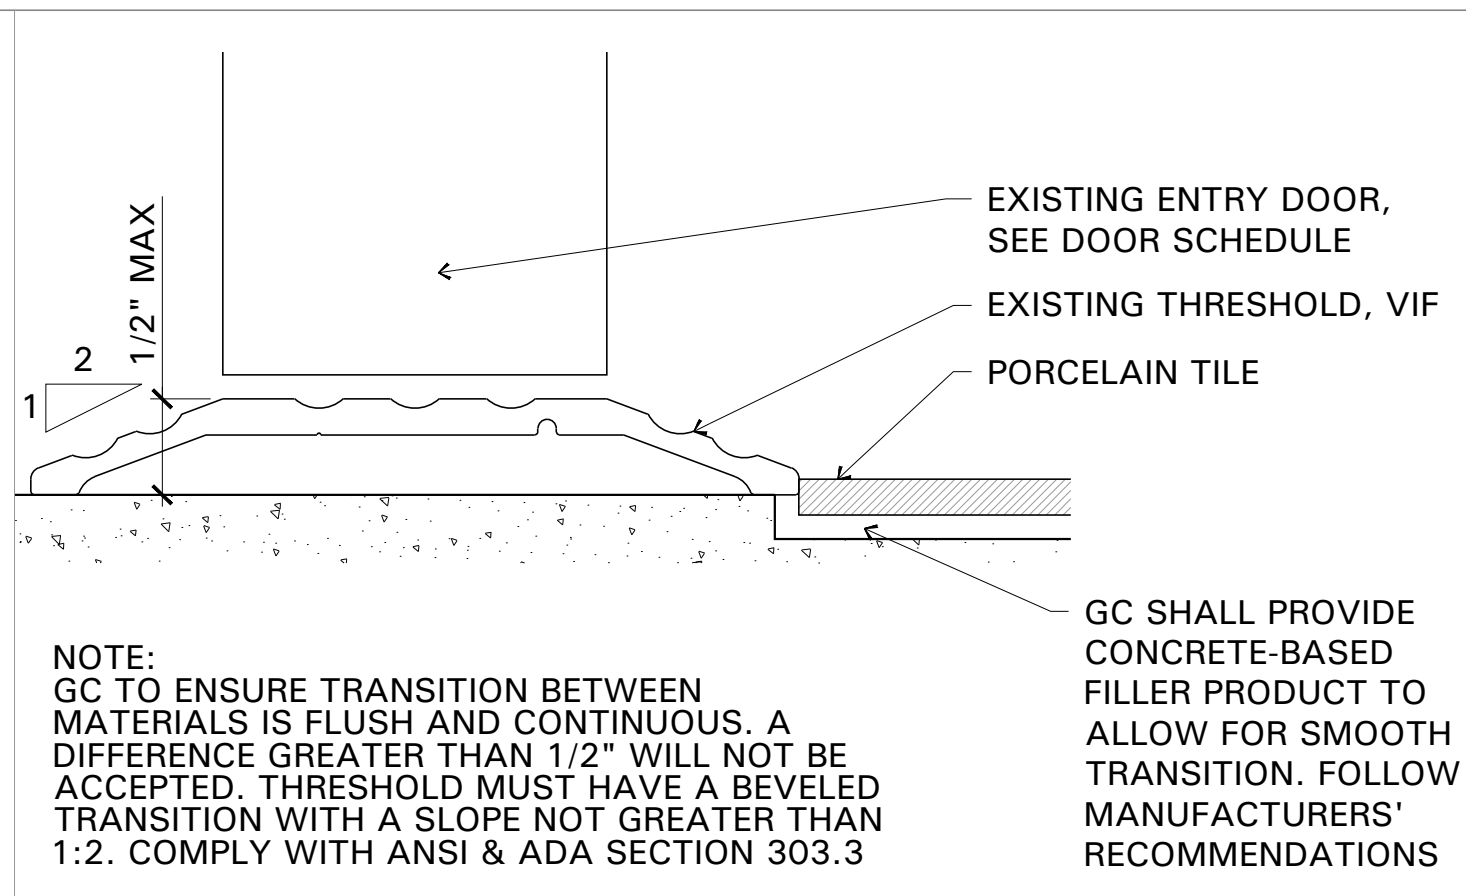 EXISTING ENTRY DOOR,
SEE DOOR SCHEDULE
1/2" MAX
EXISTING THRESHOLD, VIF
2
1
PORCELAIN TILE
GC SHALL PROVIDE
CONCRETE-BASED
FILLER PRODUCT TO
ALLOW FOR SMOOTH
TRANSITION. FOLLOW
MANUFACTURERS'
RECOMMENDATIONS
NOTE:
GC TO ENSURE TRANSITION BETWEEN
MATERIALS IS FLUSH AND CONTINUOUS. A
DIFFERENCE GREATER THAN 1/2" WILL NOT BE
ACCEPTED. THRESHOLD MUST HAVE A BEVELED
TRANSITION WITH A SLOPE NOT GREATER THAN
1:2. COMPLY WITH ANSI & ADA SECTION 303.3